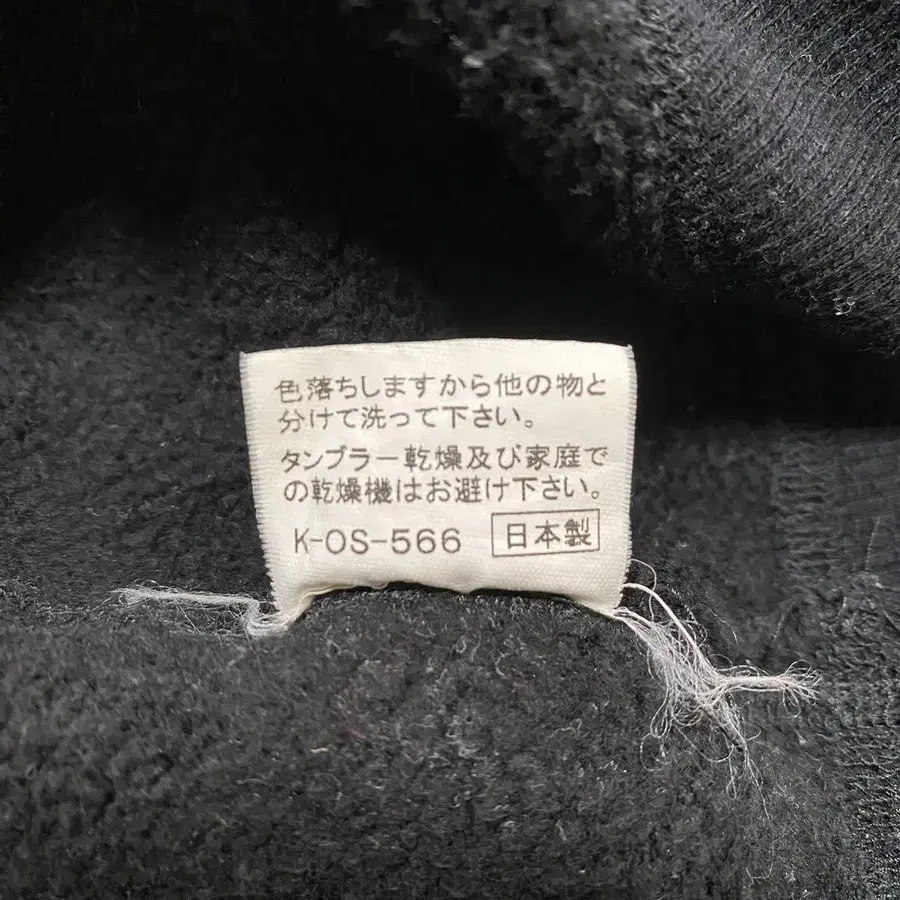 色落ちしますから他の物と
分けて洗って下さい。
タンブラー乾燥及び家庭で
の乾燥機はお避け下さい。
K-OS-566 日本製